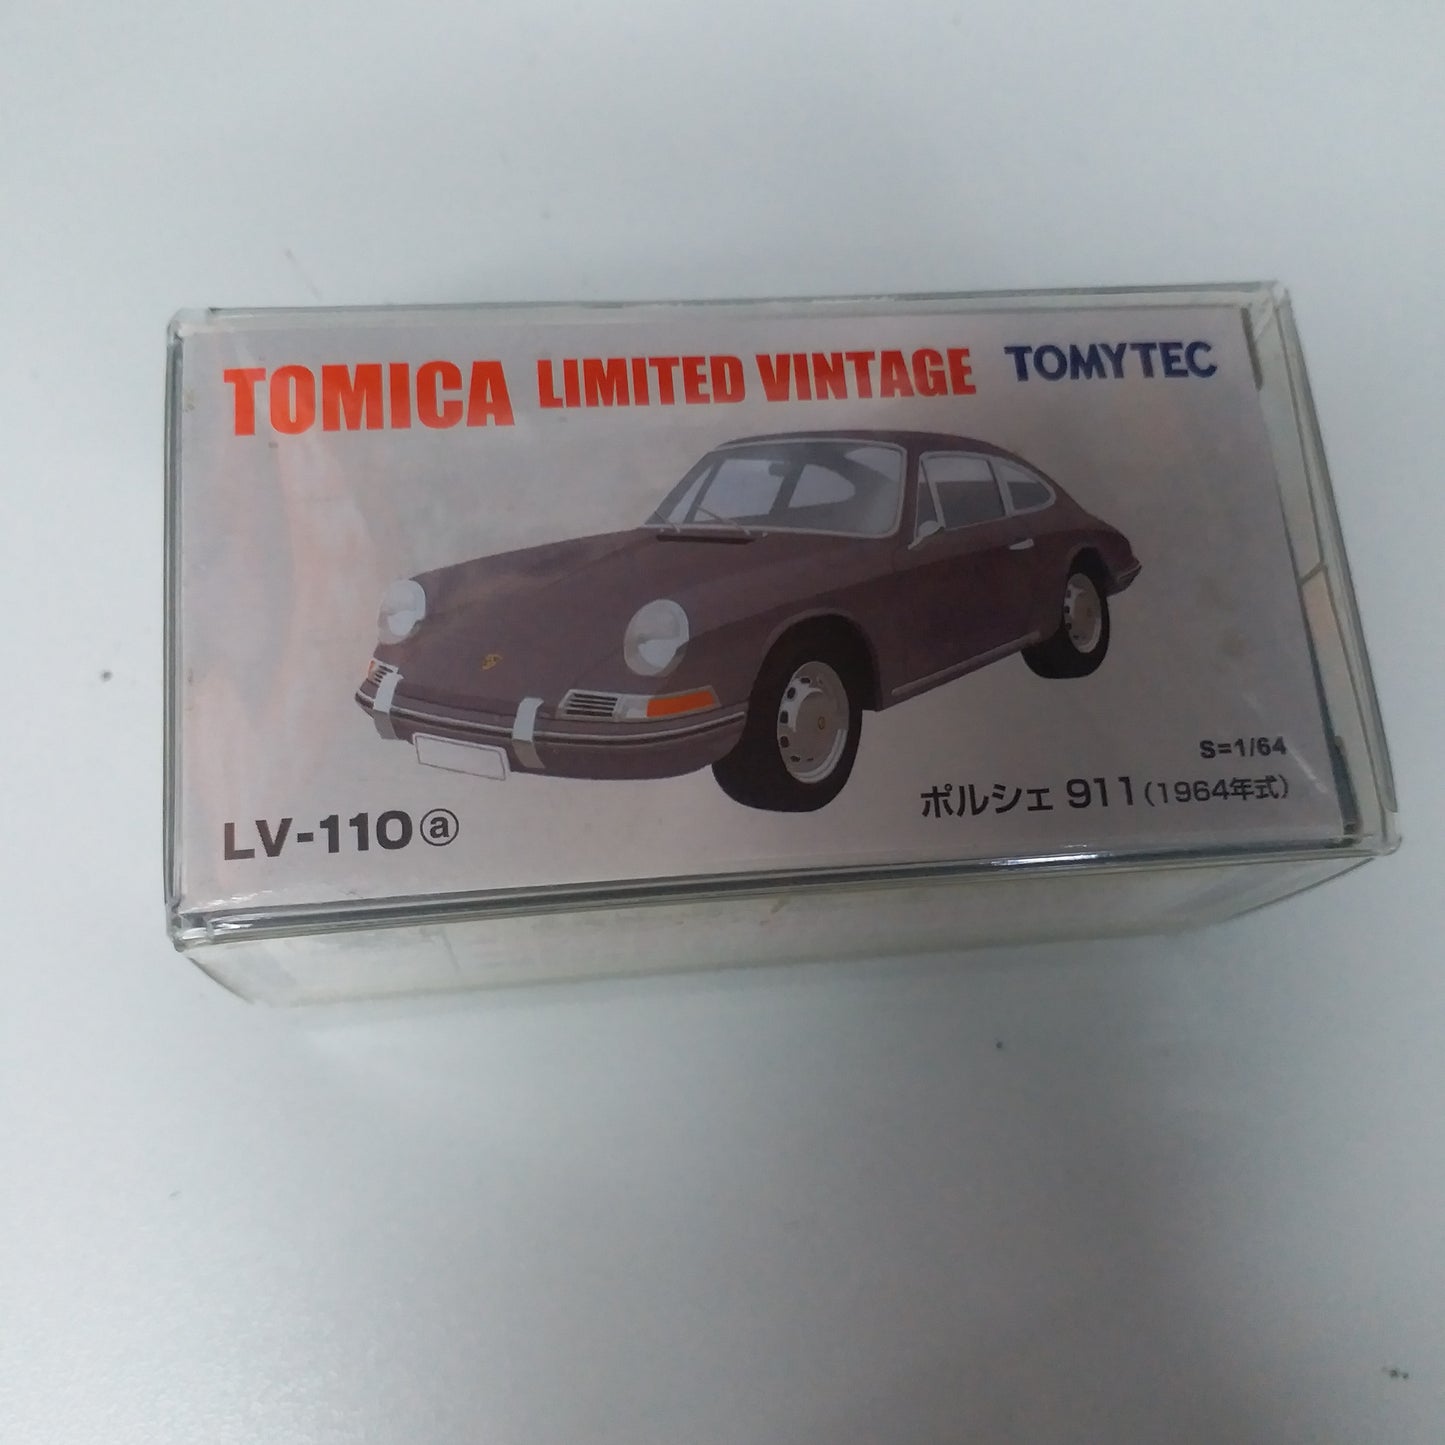 TOMICA LIMITED VINTAGE TOMYTEC
S=1/64
ポルシェ 911(1964年式)
LV-110ⓐ